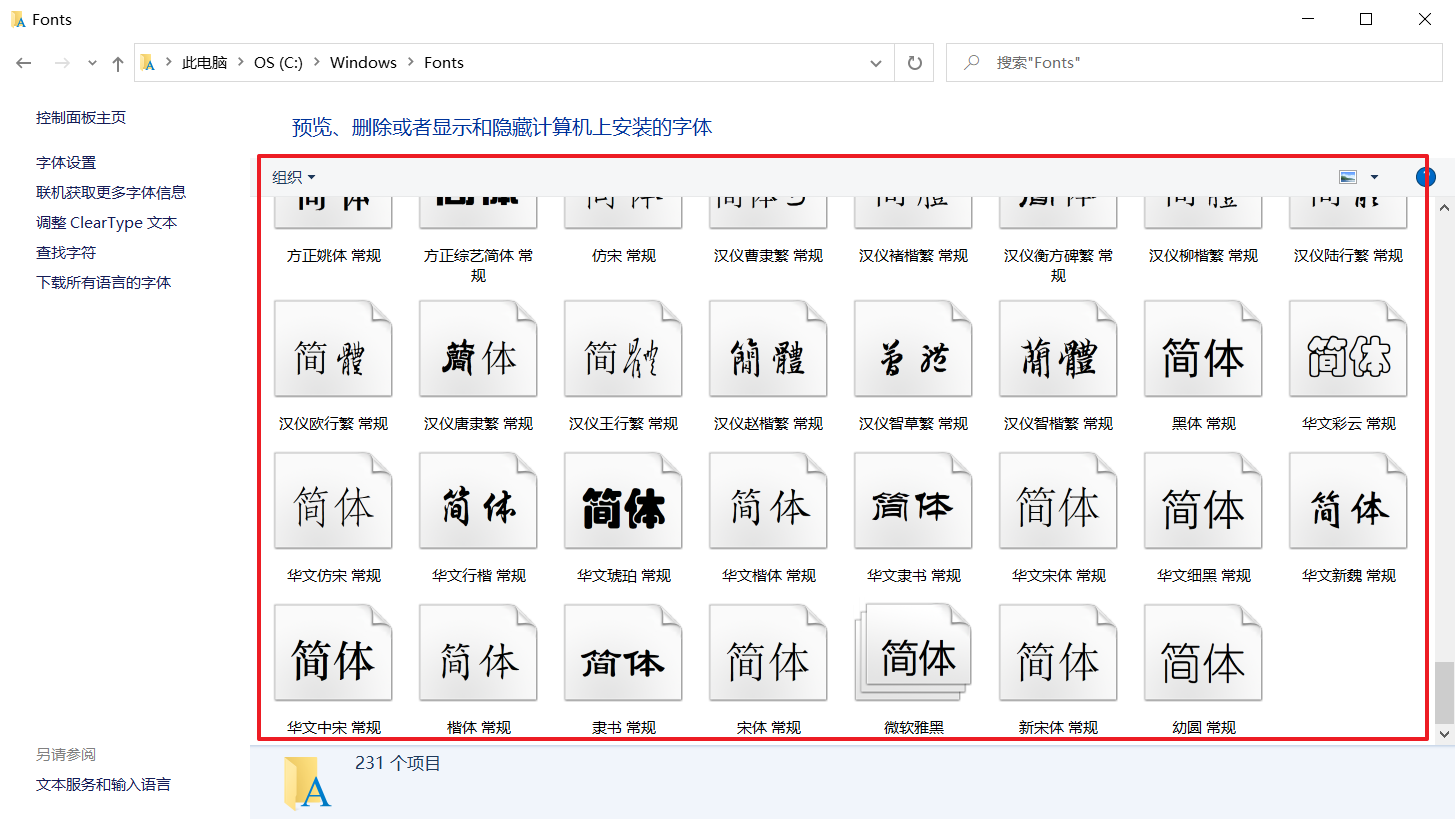 Fonts
此电脑 > OS (C:) > Windows > Fonts
搜索"Fonts"
控制面板主页
字体设置
联机获取更多字体信息
调整 ClearType 文本
查找字符
下载所有语言的字体
另请参阅
文本服务和输入语言
预览、删除或者显示和隐藏计算机上安装的字体
组织
方正姚体 常规
方正综艺简体 常
规
仿宋 常规
汉仪曹隶繁 常规
汉仪褚楷繁 常规
汉仪衡方碑繁 常
规
汉仪柳楷繁 常规
汉仪陆行繁 常规
简體
汉仪欧行繁 常规
簡体
汉仪唐隶繁 常规
简體
汉仪王行繁 常规
簡體
汉仪赵楷繁 常规
汉仪智草繁 常规
蕳體
汉仪智楷繁 常规
简体
黑体 常规
简体
华文彩云 常规
简体
华文仿宋 常规
简体
华文行楷 常规
简体
华文琥珀 常规
简体
华文楷体 常规
简体
华文隶书 常规
简体
华文宋体 常规
简体
华文细黑 常规
简体
华文新魏 常规
简体
华文中宋 常规
简体
楷体 常规
简体
隶书 常规
简体
宋体 常规
简体
微软雅黑
简体
新宋体 常规
简体
幼圆 常规
231 个项目